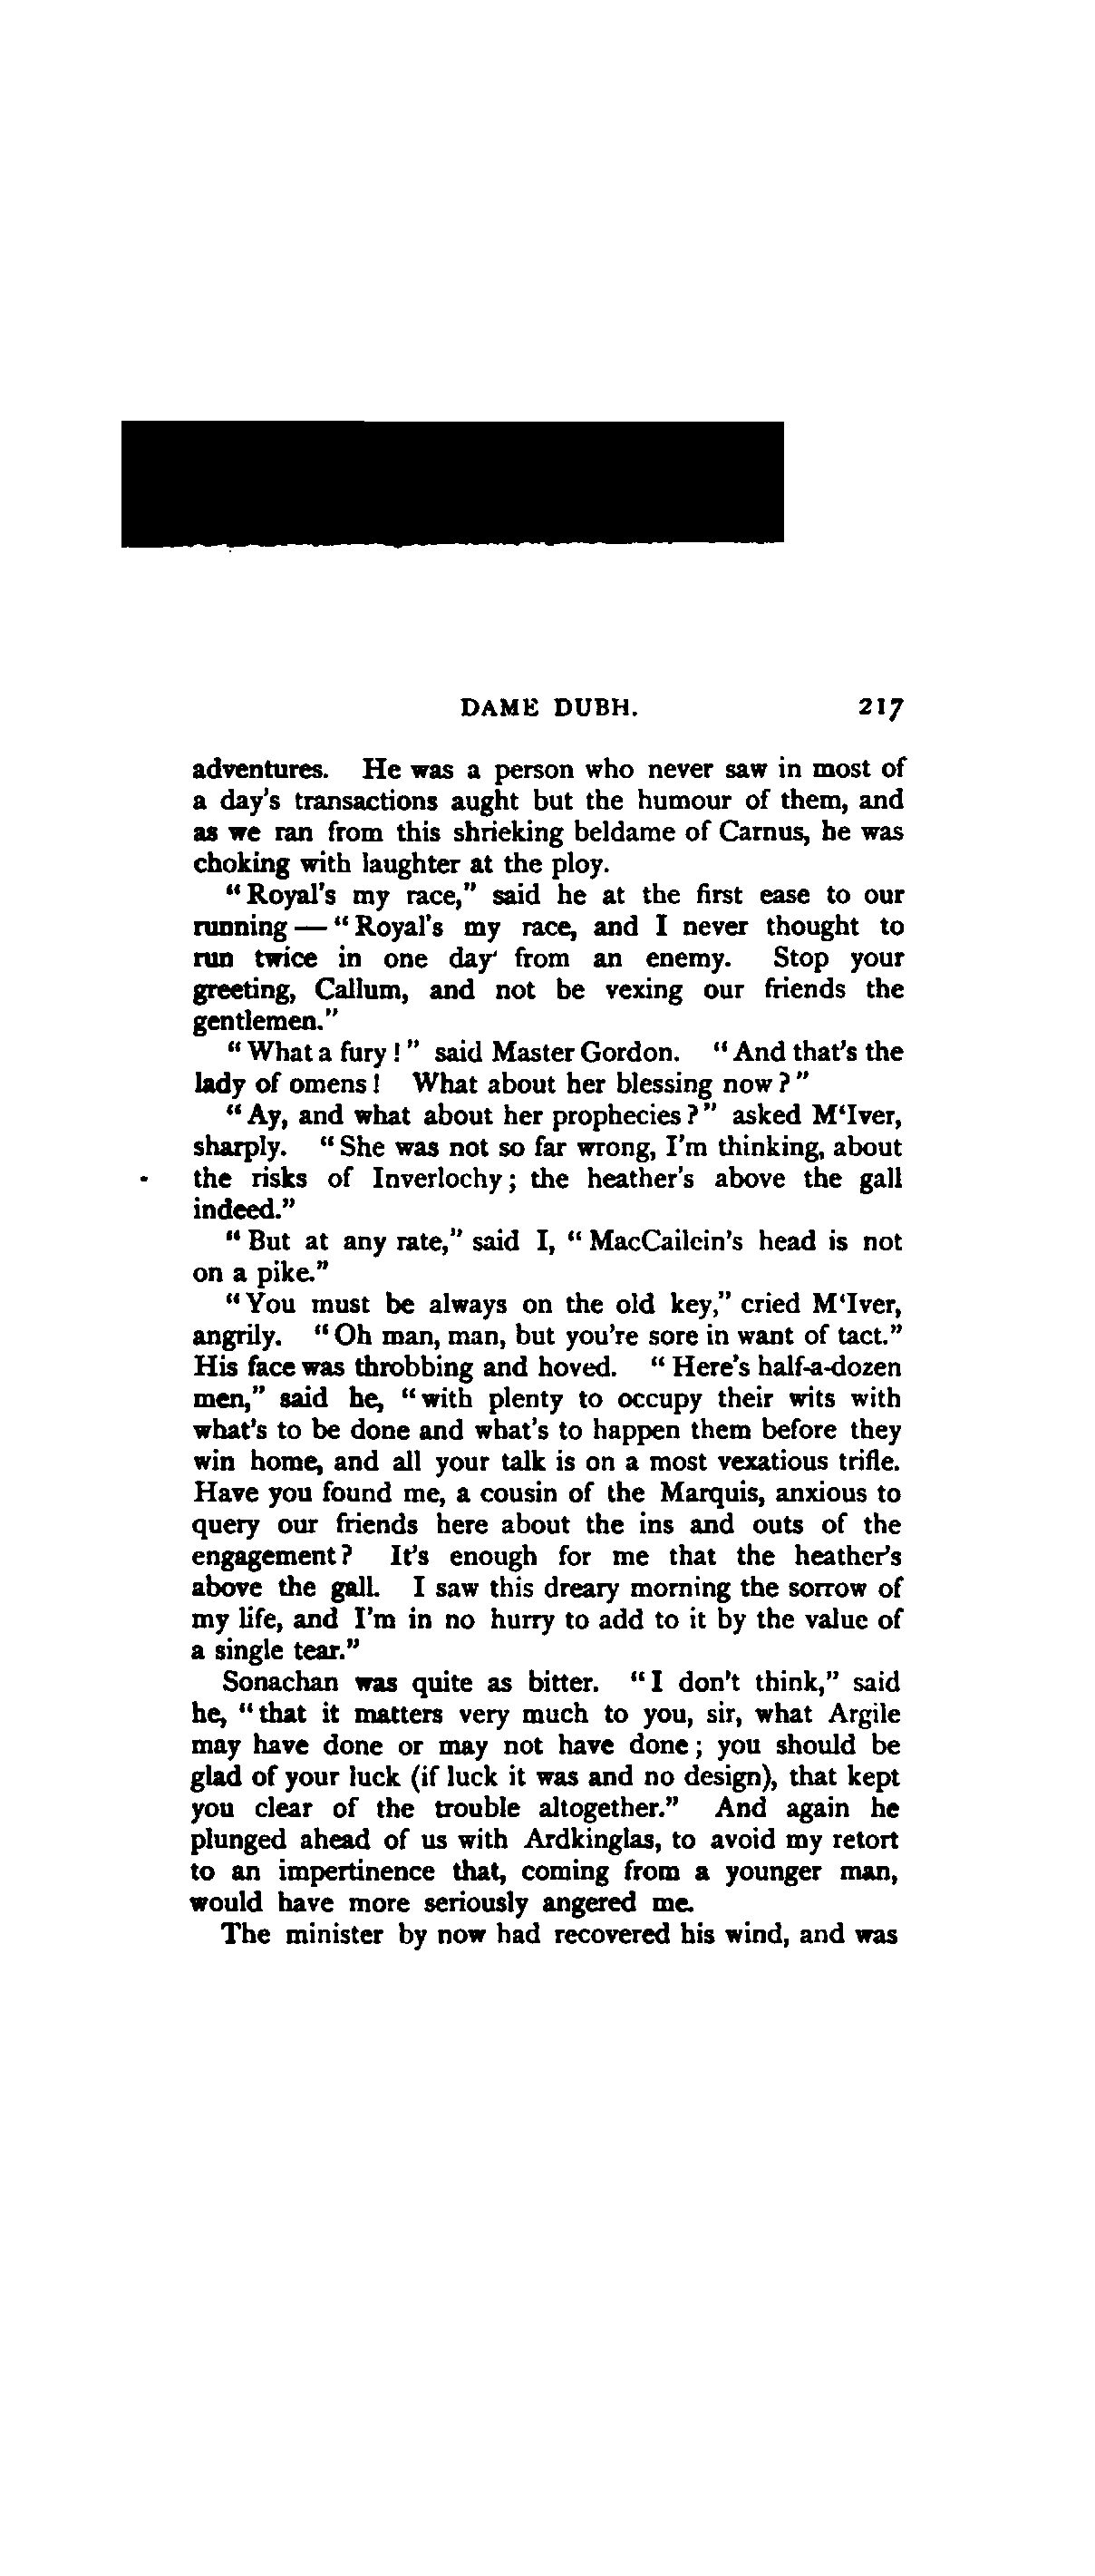 DAME DUBH. 217
adventures. He was a person who never saw in most of
a day's transactions aught but the humour of them, and
as we ran from this shrieking beldame of Carnus, he was
choking with laughter at the ploy.
"Royal's my race," said he at the first ease to our
running—"Royal's my race, and I never thought to
run twice in one day from an enemy. Stop your
greeting, Callum, and not be vexing our friends the
gentlemen."
"What a fury!" said Master Gordon. "And that's the
lady of omens! What about her blessing now?"
"Ay, and what about her prophecies?" asked M'Iver,
sharply. "She was not so far wrong, I'm thinking, about
the risks of Inverlochy; the heather's above the gall
indeed."
"But at any rate," said I, "MacCailein's head is not
on a pike."
"You must be always on the old key," cried M'Iver,
angrily. "Oh man, man, but you're sore in want of tact."
His face was throbbing and hoved. "Here's half-a-dozen
men," said he, "with plenty to occupy their wits with
what's to be done and what's to happen them before they
win home, and all your talk is on a most vexatious trifle.
Have you found me, a cousin of the Marquis, anxious to
query our friends here about the ins and outs of the
engagement? It's enough for me that the heather's
above the gall. I saw this dreary morning the sorrow of
my life, and I'm in no hurry to add to it by the value of
a single tear."
Sonachan was quite as bitter. "I don't think," said
he, "that it matters very much to you, sir, what Argile
may have done or may not have done; you should be
glad of your luck (if luck it was and no design), that kept
you clear of the trouble altogether." And again he
plunged ahead of us with Ardkinglas, to avoid my retort
to an impertinence that, coming from a younger man,
would have more seriously angered me.
The minister by now had recovered his wind, and was